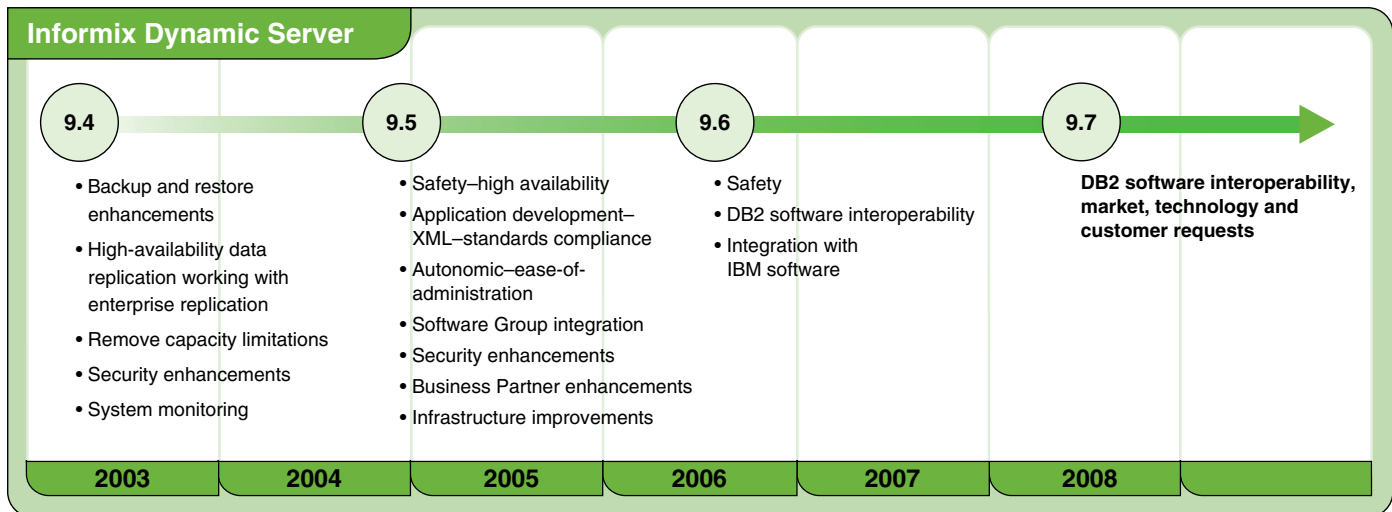 Informix Dynamic Server
9.4
• Backup and restore
enhancements
• High-availability data
replication working with
enterprise replication
• Remove capacity limitations
• Security enhancements
• System monitoring
9.5
• Safety–high availability
• Application development–
XML–standards compliance
• Autonomic–ease-of-
administration
• Software Group integration
• Security enhancements
• Business Partner enhancements
• Infrastructure improvements
9.6
• Safety
• DB2 software interoperability
• Integration with
IBM software
9.7
DB2 software interoperability,
market, technology and
customer requests
2003
2004
2005
2006
2007
2008